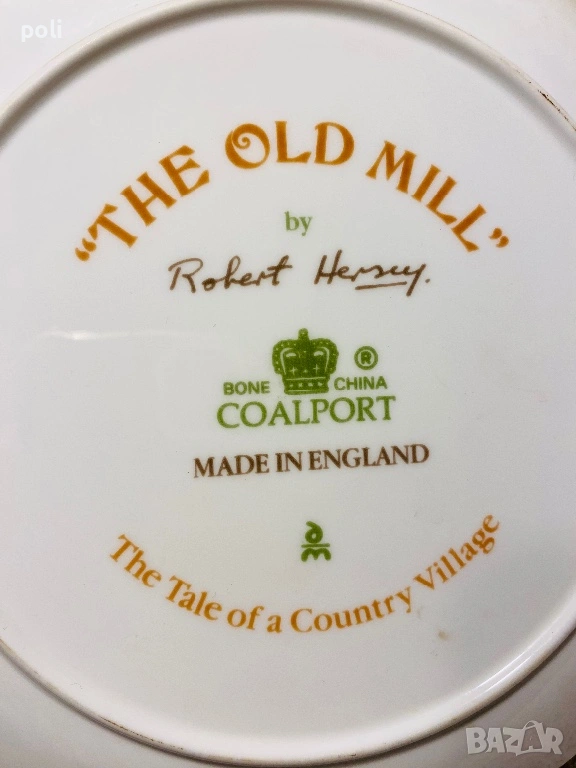 poli
"THE OLD MILL"
by
Robert Hersey.
®
BONE CHINA
COALPORT
MADE IN ENGLAND
The Tale of a Country Village
BAZAR